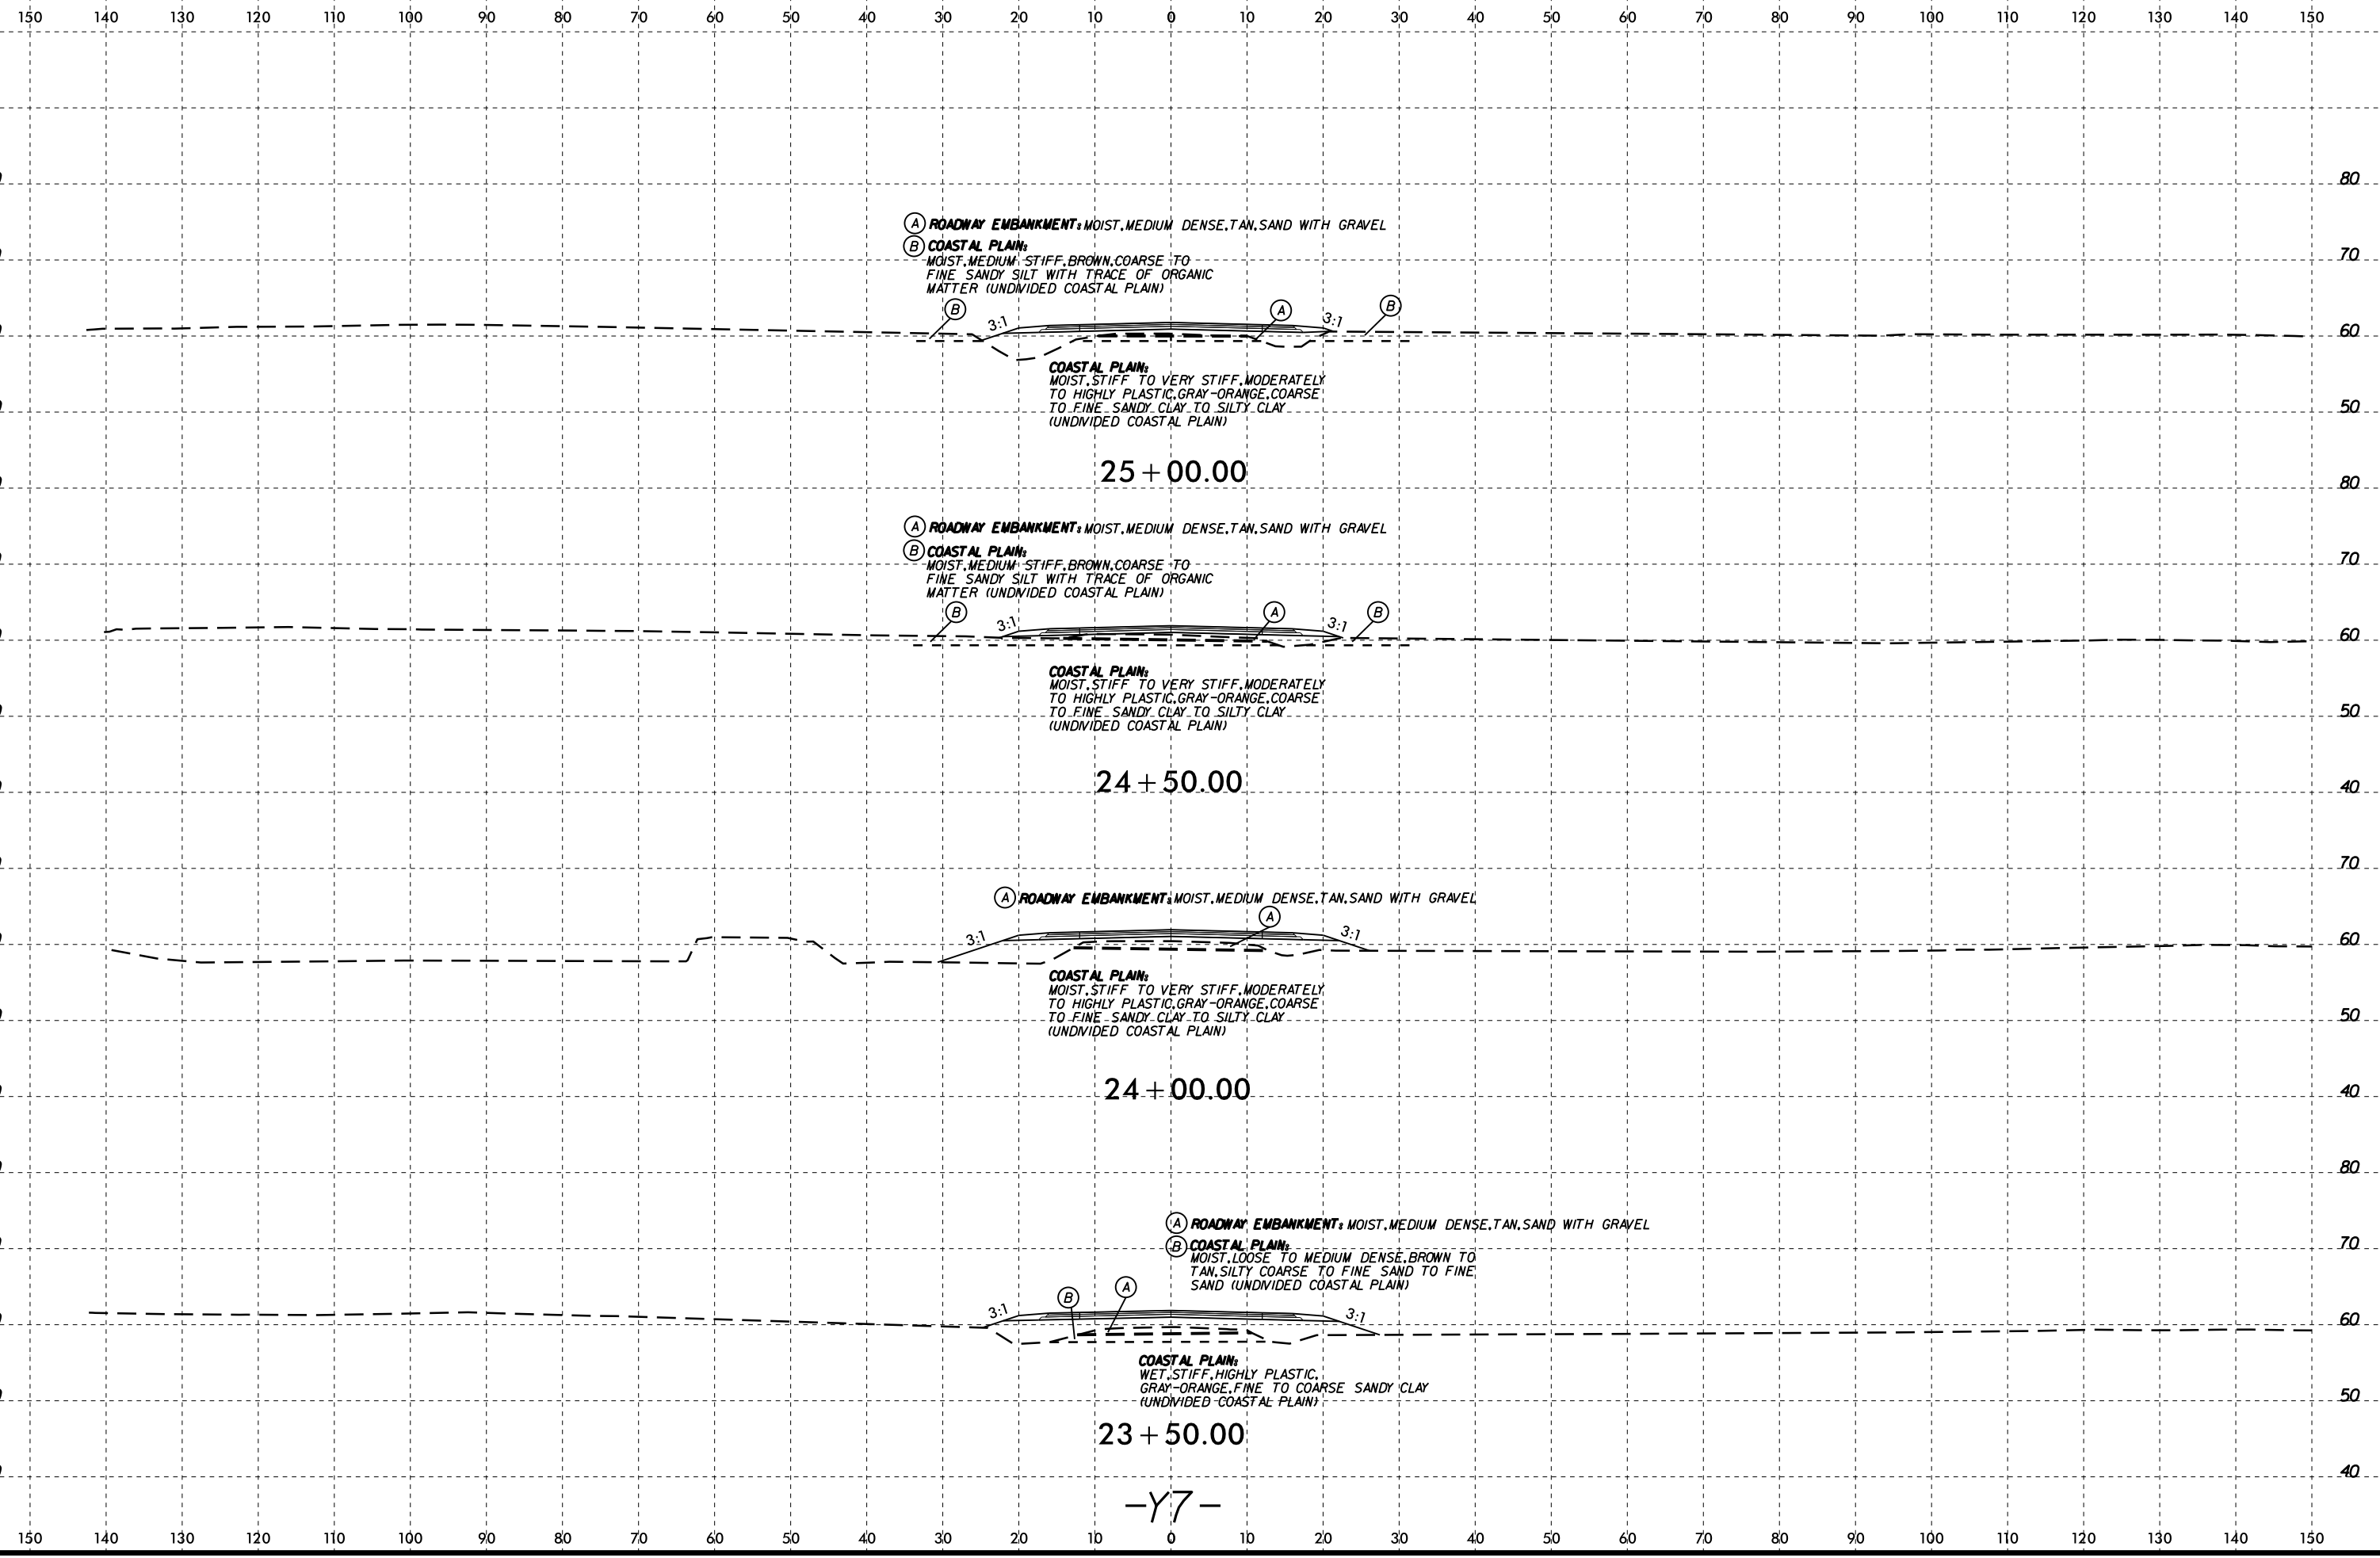 150 140 130 120 110 100 90 80 70 60 50 40 30 20 10 0 10 20 30 40 50 60 70 80 90 100 110 120 130 140 150
80
Ⓐ ROADWAY EMBANKMENT: MOIST, MEDIUM DENSE, TAN, SAND WITH GRAVEL
Ⓑ COASTAL PLAIN:
70
MOIST, MEDIUM STIFF, BROWN, COARSE TO
FINE SANDY SILT WITH TRACE OF ORGANIC
MATTER (UNDIVIDED COASTAL PLAIN)
B A B
3:1 3:1
60
COASTAL PLAIN:
MOIST, STIFF TO VERY STIFF, MODERATELY
TO HIGHLY PLASTIC, GRAY-ORANGE, COARSE
TO FINE SANDY CLAY TO SILTY CLAY
50
(UNDIVIDED COASTAL PLAIN)
25+00.00
80
Ⓐ ROADWAY EMBANKMENT: MOIST, MEDIUM DENSE, TAN, SAND WITH GRAVEL
Ⓑ COASTAL PLAIN:
70
MOIST, MEDIUM STIFF, BROWN, COARSE TO
FINE SANDY SILT WITH TRACE OF ORGANIC
MATTER (UNDIVIDED COASTAL PLAIN)
B A B
3:1 3:1
60
COASTAL PLAIN:
MOIST, STIFF TO VERY STIFF, MODERATELY
TO HIGHLY PLASTIC, GRAY-ORANGE, COARSE
TO FINE SANDY CLAY TO SILTY CLAY
50
(UNDIVIDED COASTAL PLAIN)
24+50.00
40
70
Ⓐ ROADWAY EMBANKMENT: MOIST, MEDIUM DENSE, TAN, SAND WITH GRAVEL
A
3:1 3:1
60
COASTAL PLAIN:
MOIST, STIFF TO VERY STIFF, MODERATELY
TO HIGHLY PLASTIC, GRAY-ORANGE, COARSE
TO FINE SANDY CLAY TO SILTY CLAY
50
(UNDIVIDED COASTAL PLAIN)
24+00.00
40
80
Ⓐ ROADWAY EMBANKMENT: MOIST, MEDIUM DENSE, TAN, SAND WITH GRAVEL
Ⓑ COASTAL PLAIN:
70
MOIST, LOOSE TO MEDIUM DENSE, BROWN TO
TAN, SILTY COARSE TO FINE SAND TO FINE
SAND (UNDIVIDED COASTAL PLAIN)
B A
3:1 3:1
60
COASTAL PLAIN:
WET, STIFF, HIGHLY PLASTIC,
GRAY-ORANGE, FINE TO COARSE SANDY CLAY
50
(UNDIVIDED COASTAL PLAIN)
23+50.00
40
-Y7-
150 140 130 120 110 100 90 80 70 60 50 40 30 20 10 0 10 20 30 40 50 60 70 80 90 100 110 120 130 140 150